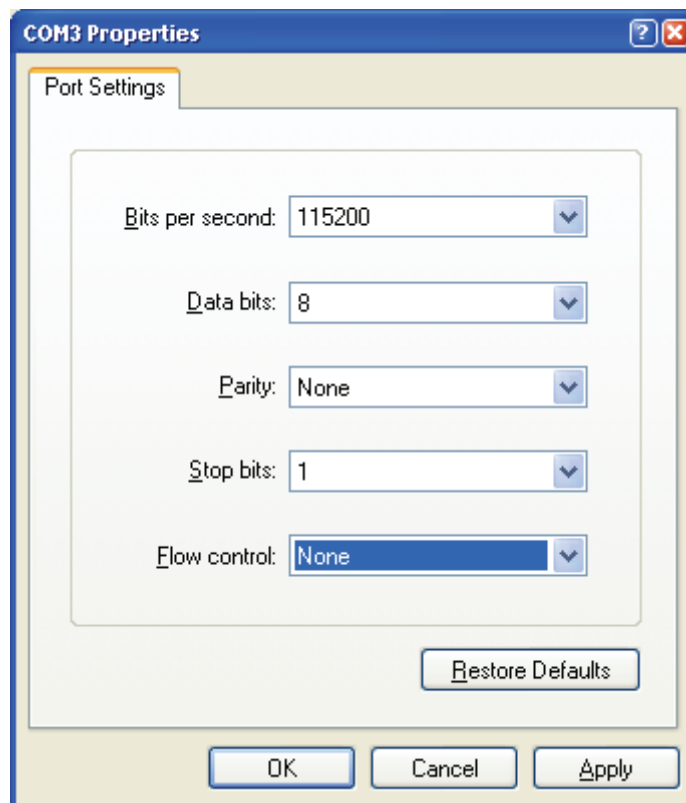 COM3 Properties
Port Settings
Bits per second: 115200
Data bits: 8
Parity: None
Stop bits: 1
Flow control: None
Restore Defaults
OK Cancel Apply